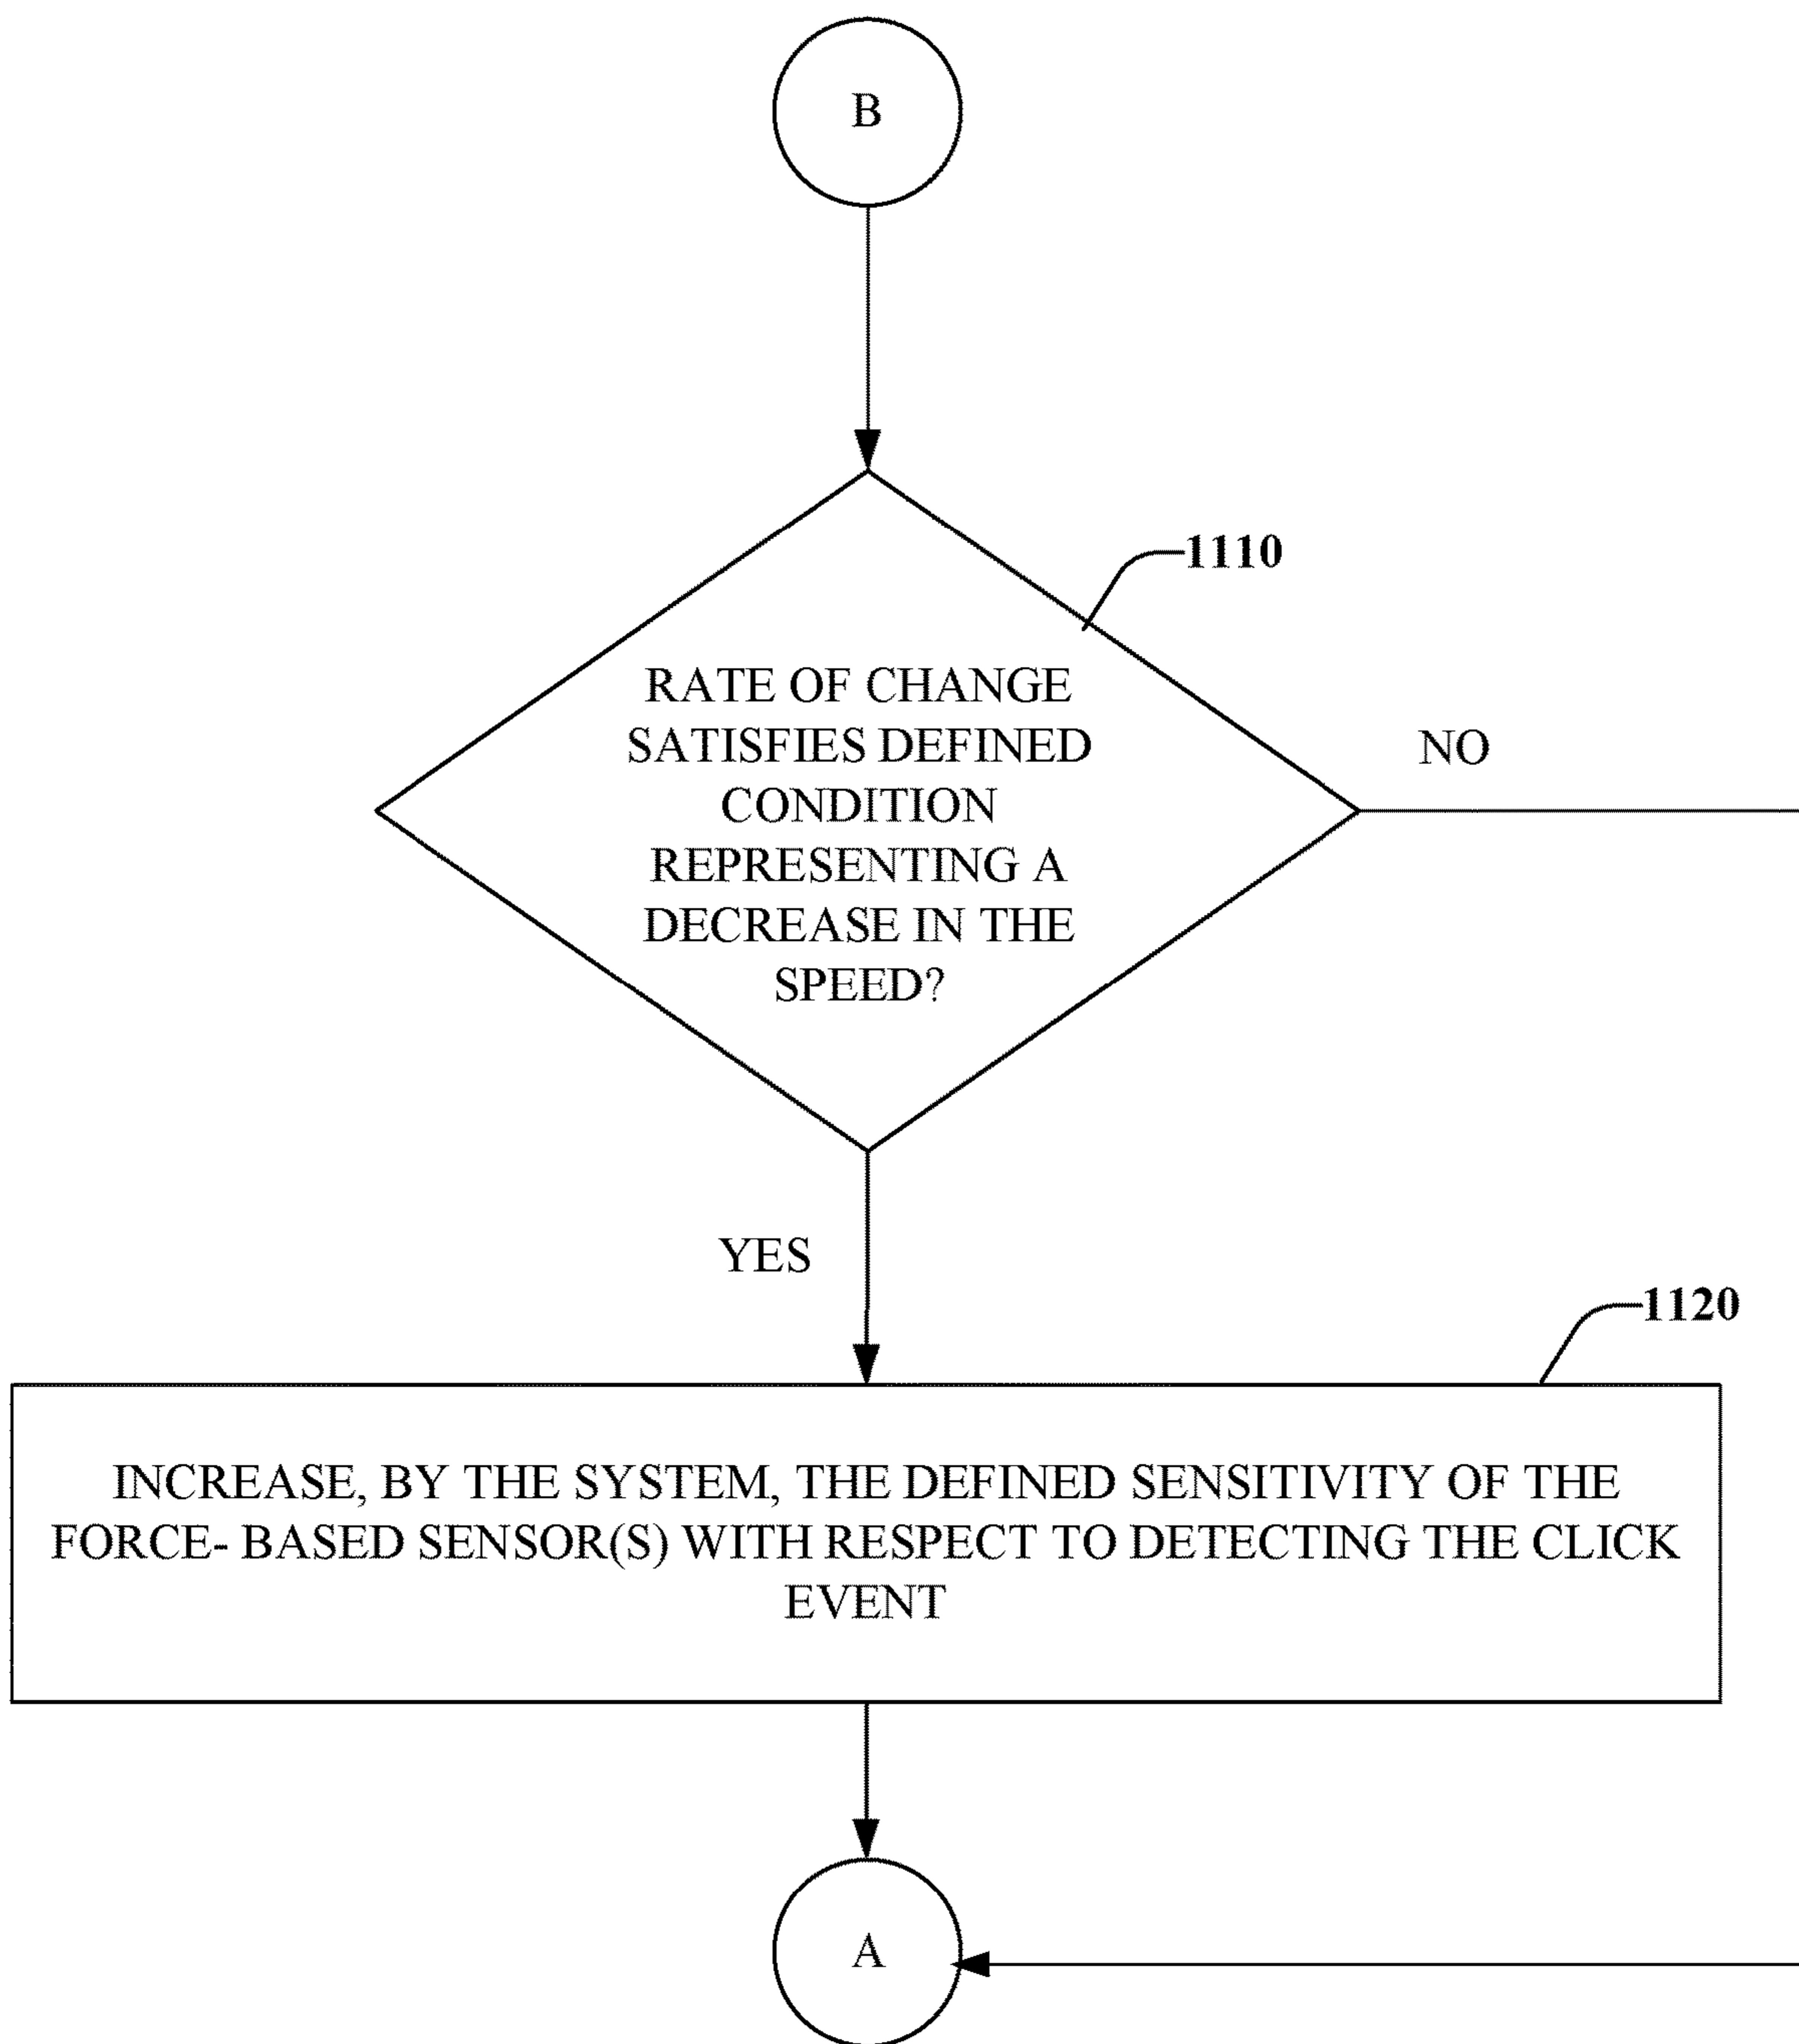 B
1110
RATE OF CHANGE
SATISFIES DEFINED
CONDITION
REPRESENTING A
DECREASE IN THE
SPEED?
NO
YES
1120
INCREASE, BY THE SYSTEM, THE DEFINED SENSITIVITY OF THE
FORCE- BASED SENSOR(S) WITH RESPECT TO DETECTING THE CLICK
EVENT
A